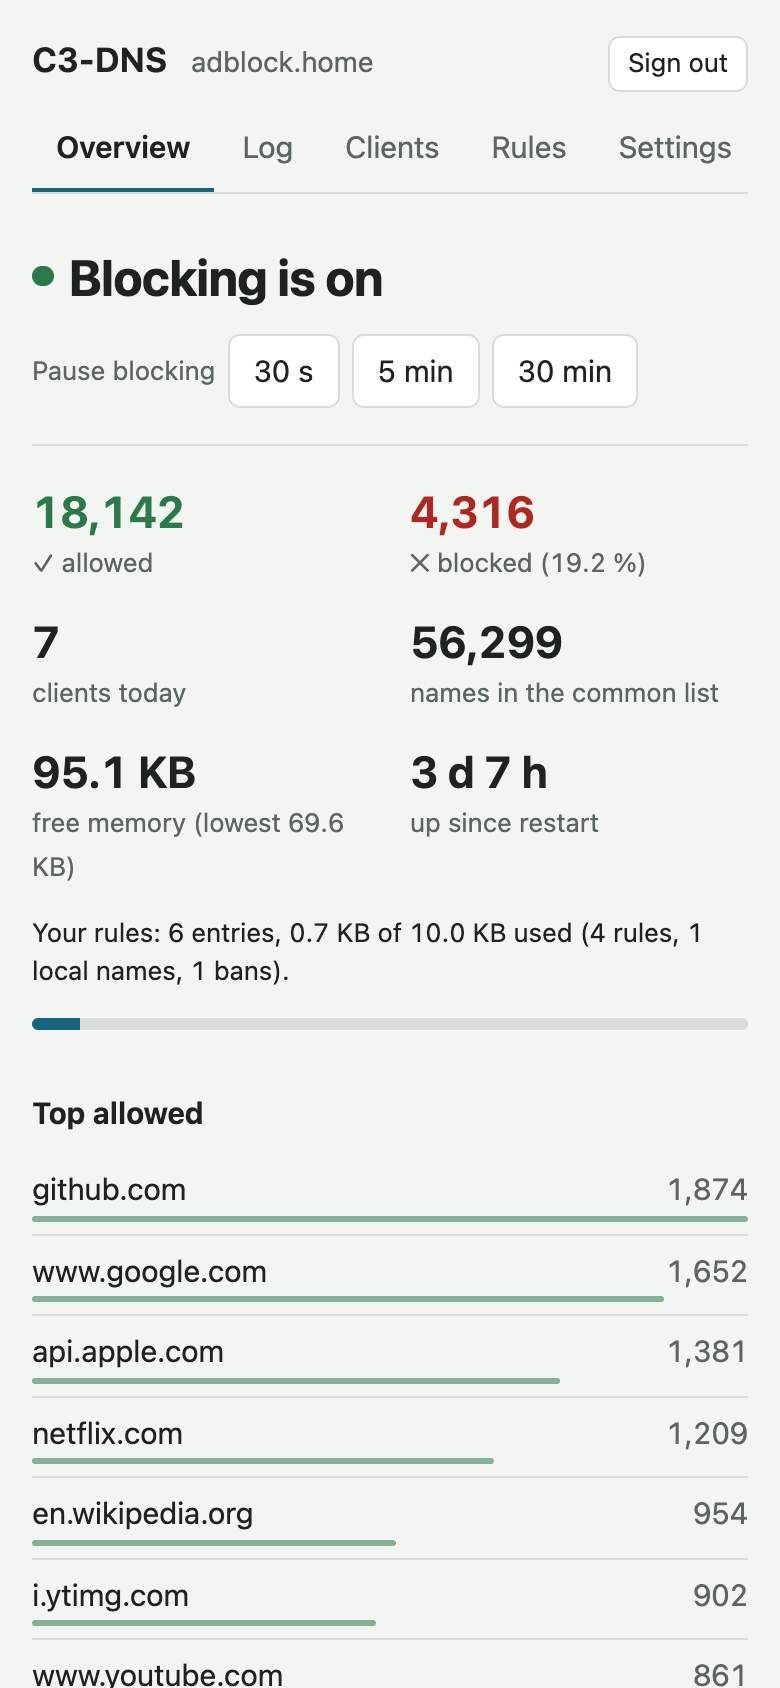 C3-DNS adblock.home Sign out
Overview Log Clients Rules Settings
Blocking is on
Pause blocking 30 s 5 min 30 min
18,142 4,316
✓ allowed ✕ blocked (19.2 %)
7 56,299
clients today names in the common list
95.1 KB 3 d 7 h
free memory (lowest 69.6 up since restart
KB)
Your rules: 6 entries, 0.7 KB of 10.0 KB used (4 rules, 1
local names, 1 bans).
Top allowed
github.com 1,874
www.google.com 1,652
api.apple.com 1,381
netflix.com 1,209
en.wikipedia.org 954
i.ytimg.com 902
www.youtube.com 861